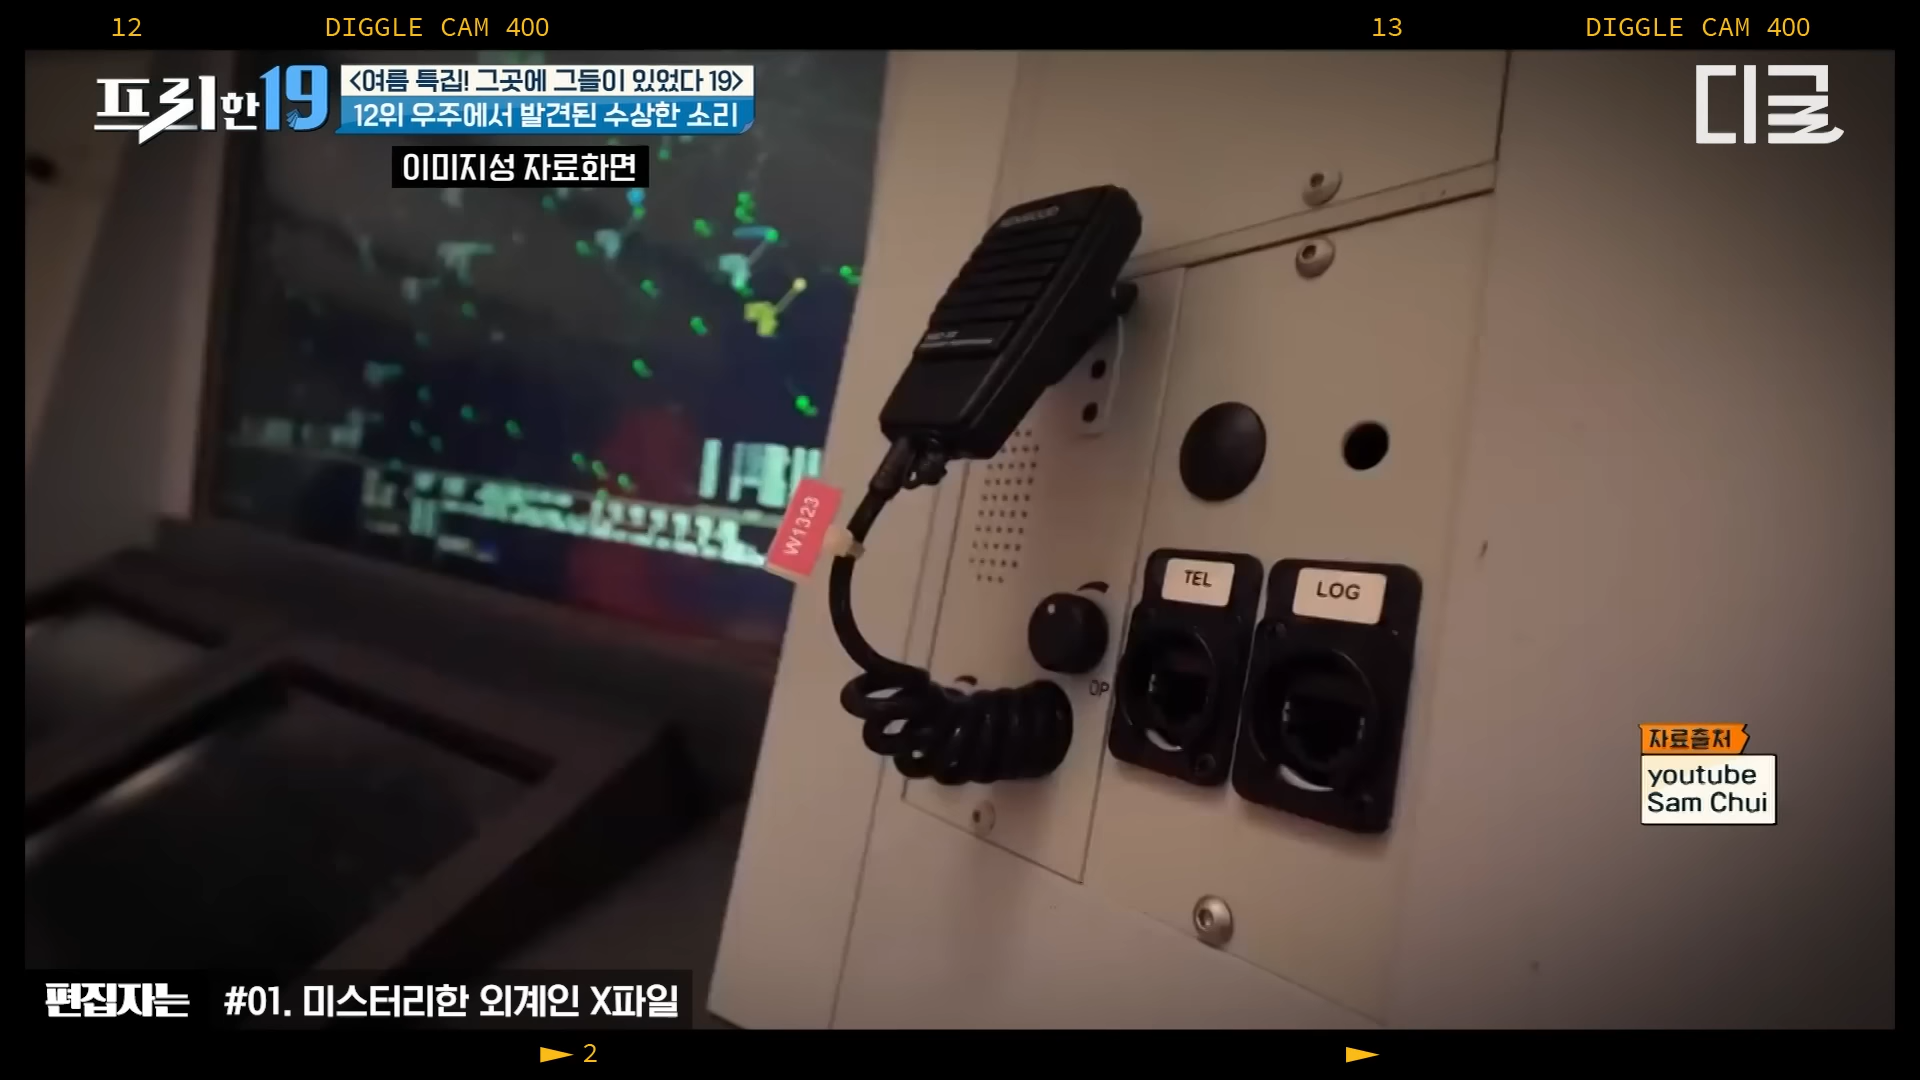 12 DIGGLE CAM 400 13 DIGGLE CAM 400
프리한19
<여름 특집! 그곳에 그들이 있었다 19>
12위 우주에서 발견된 수상한 소리
이미지성 자료화면
디글
KENWOOD
W1323
TEL
LOG
OP
자료출처
youtube
Sam Chui
편집자는 #01. 미스터리한 외계인 X파일
2